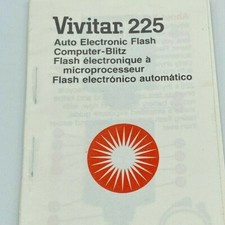 Vivitar® 225
Auto Electronic Flash
Computer-Blitz
Flash électronique à
microprocesseur
Flash electrónico automático